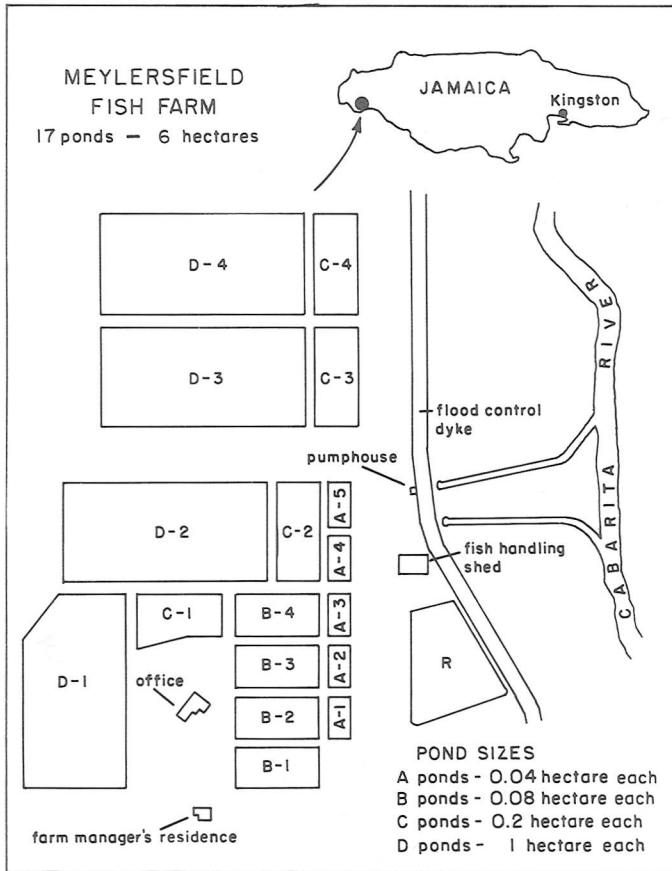 MEYLERSFIELD
FISH FARM
17 ponds - 6 hectares
JAMAICA
Kingston
D-4
C-4
D-3
C-3
flood control
dyke
pumphouse
CABARITA RIVER
D-2
C-2
A-5
A-4
fish handling
shed
C-1
B-4
A-3
D-1
office
B-3
A-2
R
B-2
A-1
B-1
farm manager's residence
POND SIZES
A ponds - 0.04 hectare each
B ponds - 0.08 hectare each
C ponds - 0.2 hectare each
D ponds - 1 hectare each